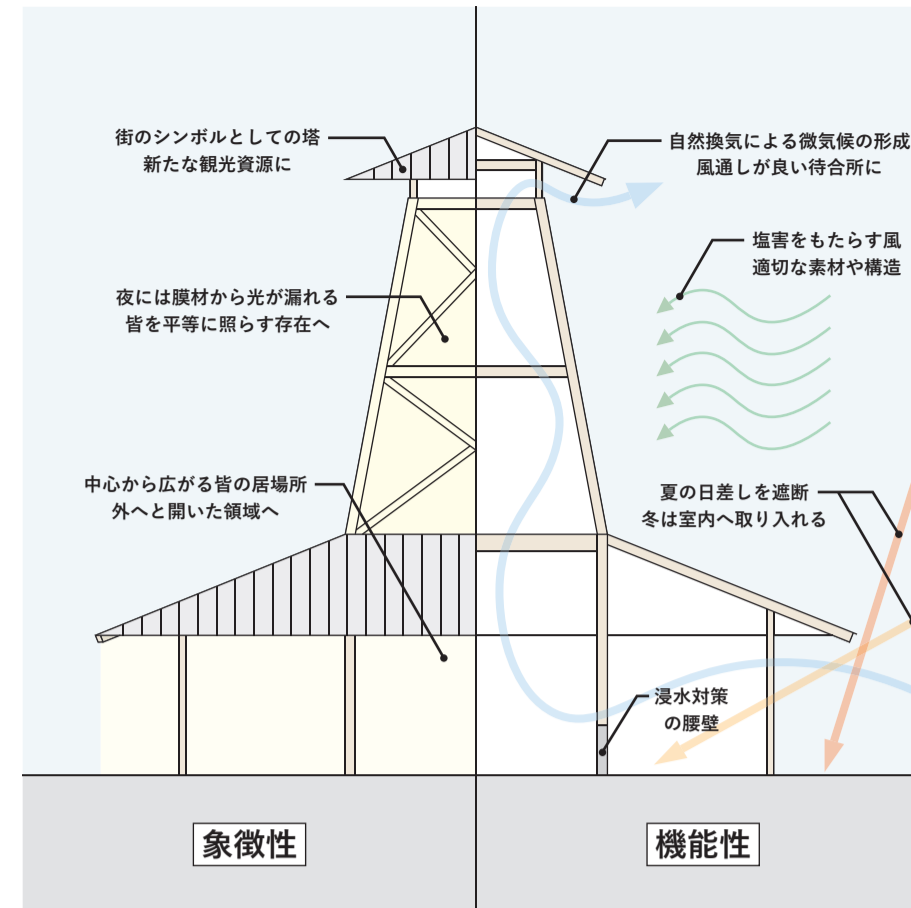 街のシンボルとしての塔
新たな観光資源に
自然換気による微気候の形成
風通しが良い待合所に
塩害をもたらす風
適切な素材や構造
夜には膜材から光が漏れる
皆を平等に照らす存在へ
中心から広がる皆の居場所
外へと開いた領域へ
夏の日差しを遮断
冬は室内へ取り入れる
浸水対策
の腰壁
象徴性
機能性